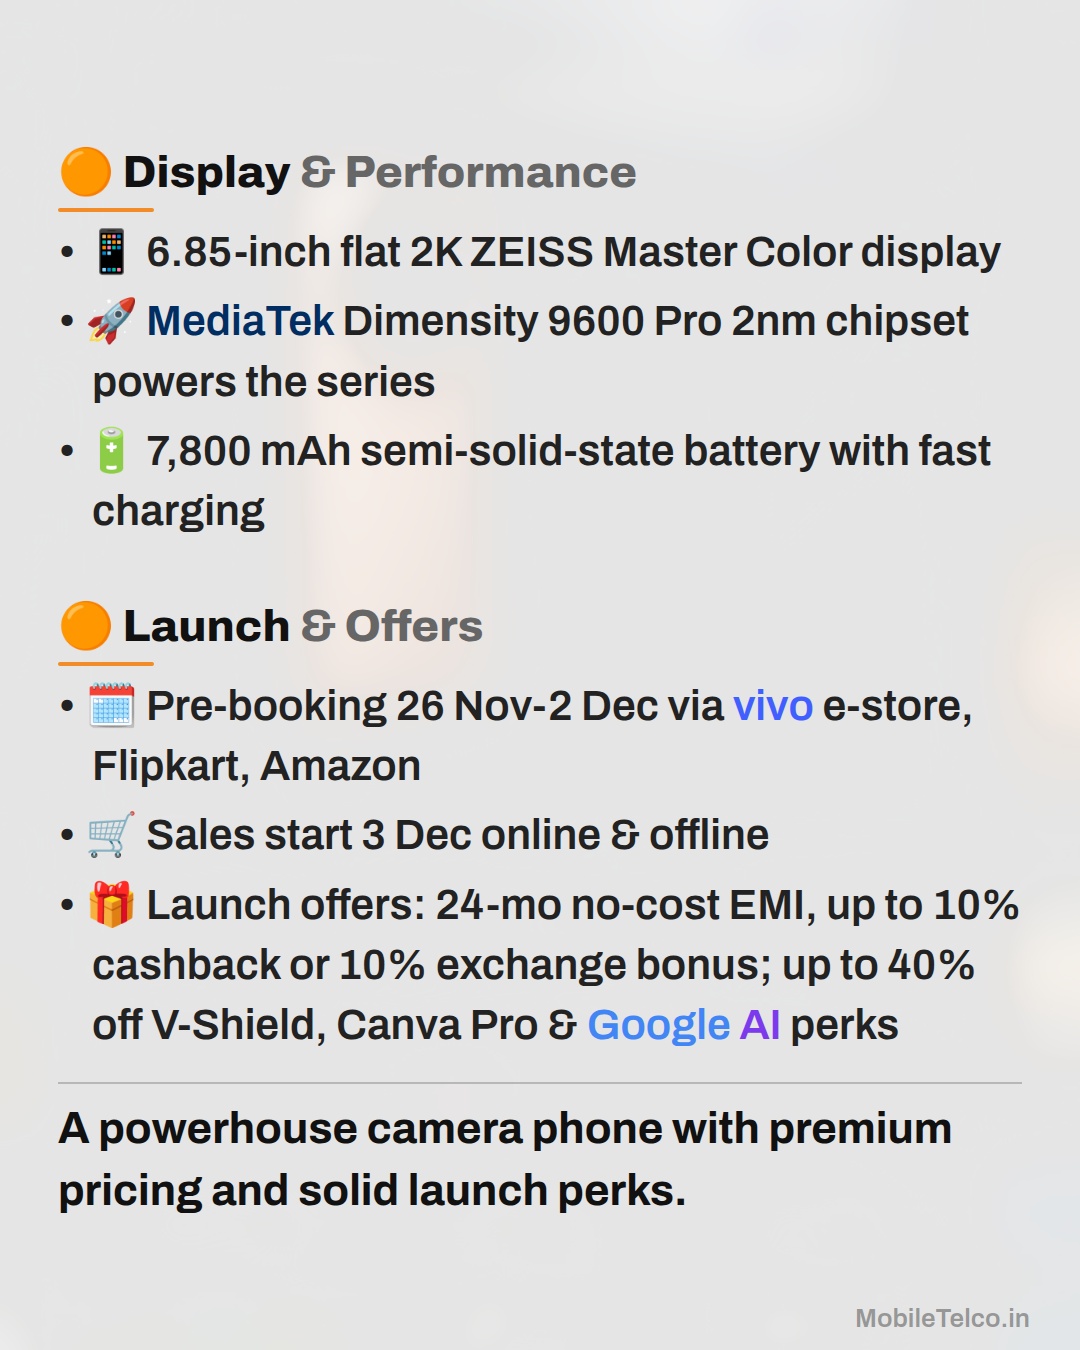 🟠 Display & Performance
• 📱 6.85-inch flat 2K ZEISS Master Color display
• 🚀 MediaTek Dimensity 9600 Pro 2nm chipset
powers the series
• 🔋 7,800 mAh semi-solid-state battery with fast
charging
🟠 Launch & Offers
• 🗓️ Pre-booking 26 Nov-2 Dec via vivo e-store,
Flipkart, Amazon
• 🛒 Sales start 3 Dec online & offline
• 🎁 Launch offers: 24-mo no-cost EMI, up to 10%
cashback or 10% exchange bonus; up to 40%
off V-Shield, Canva Pro & Google AI perks
A powerhouse camera phone with premium
pricing and solid launch perks.
MobileTelco.in